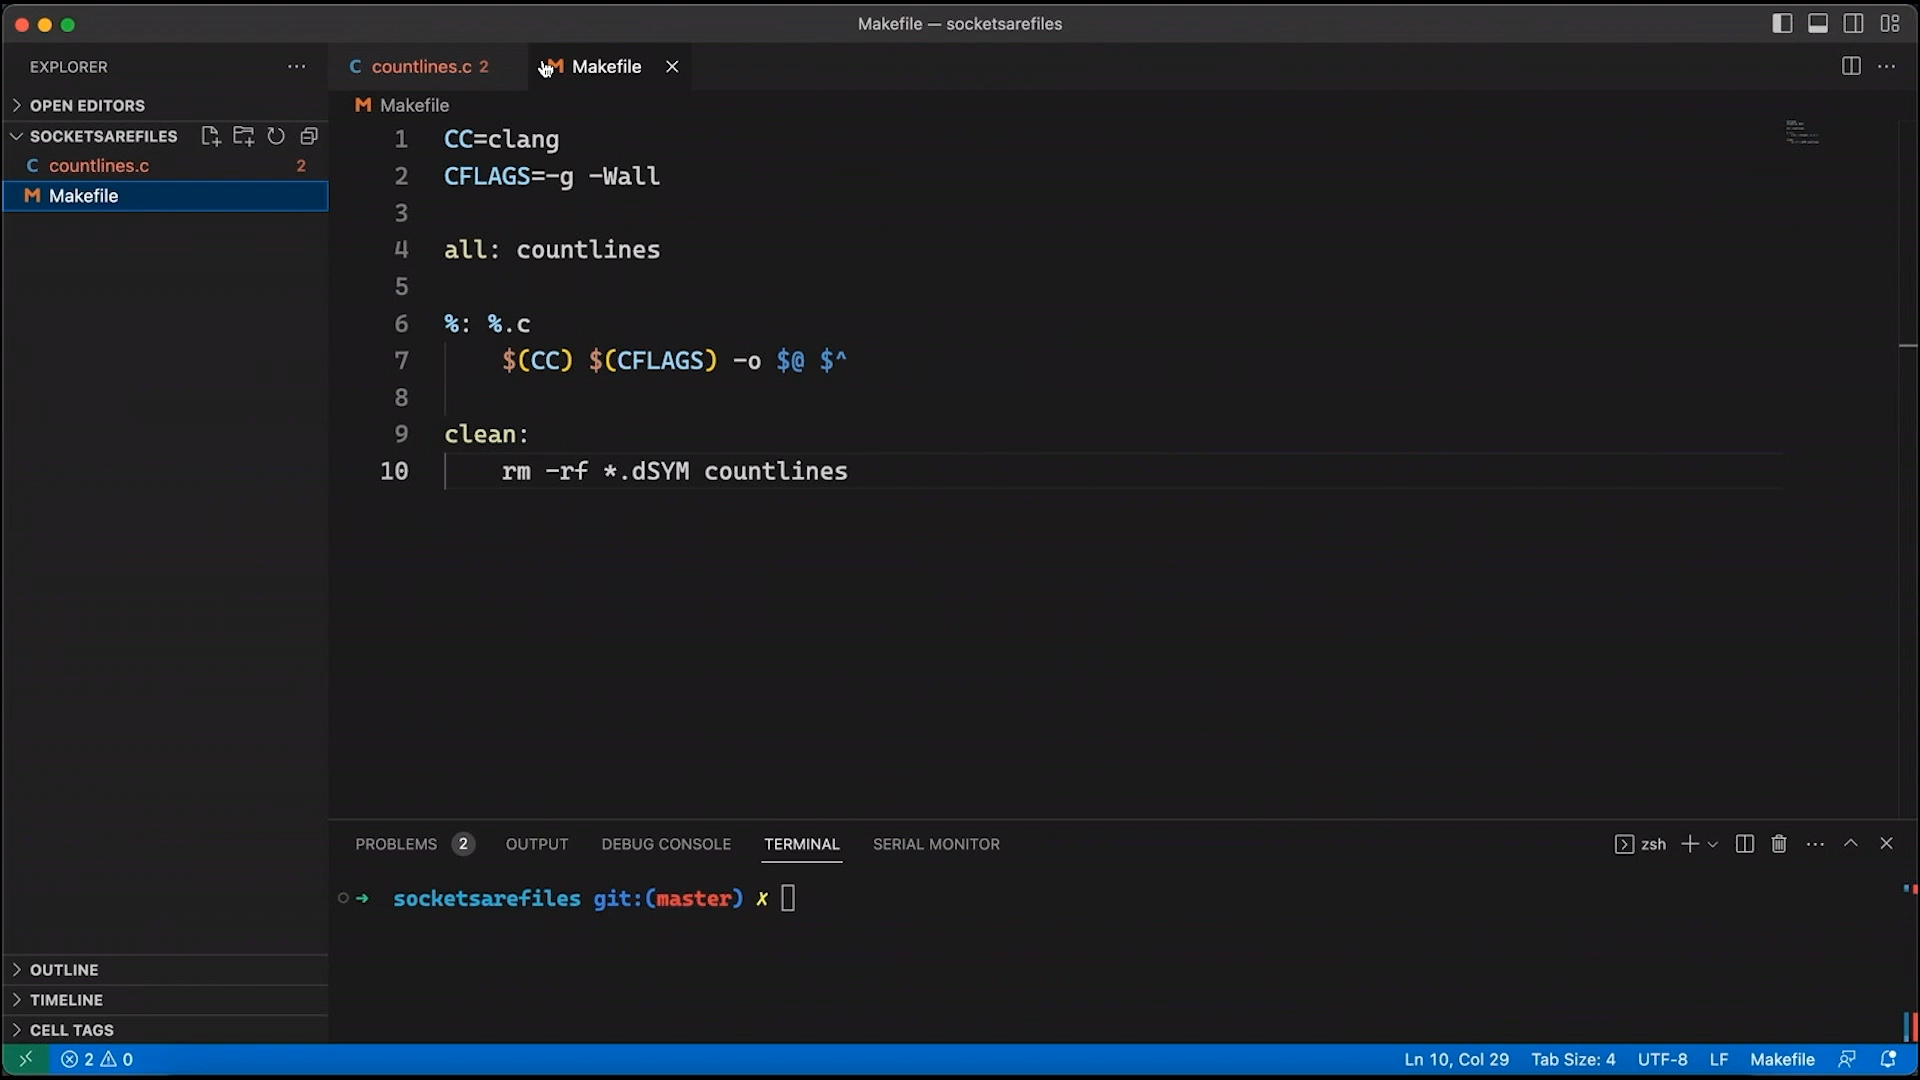 Makefile — socketsarefiles
EXPLORER
OPEN EDITORS
SOCKETSAREFILES
C countlines.c 2
M Makefile
OUTLINE
TIMELINE
CELL TAGS
C countlines.c 2
M Makefile
M Makefile
1 CC=clang
2 CFLAGS=-g -Wall
3
4 all: countlines
5
6 %: %.c
7 $(CC) $(CFLAGS) -o $@ $^
8
9 clean:
10 rm -rf *.dSYM countlines
PROBLEMS 2 OUTPUT DEBUG CONSOLE TERMINAL SERIAL MONITOR zsh
socketsarefiles git:(master) ✗
2 0 Ln 10, Col 29 Tab Size: 4 UTF-8 LF Makefile